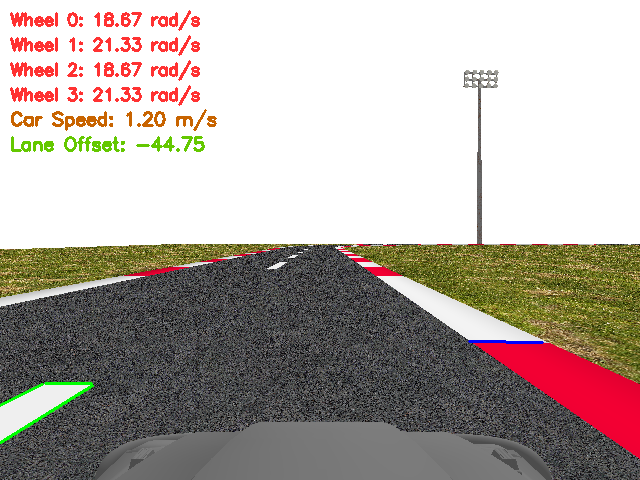 Wheel 0: 18.67 rad/s
Wheel 1: 21.33 rad/s
Wheel 2: 18.67 rad/s
Wheel 3: 21.33 rad/s
Car Speed: 1.20 m/s
Lane Offset: -44.75